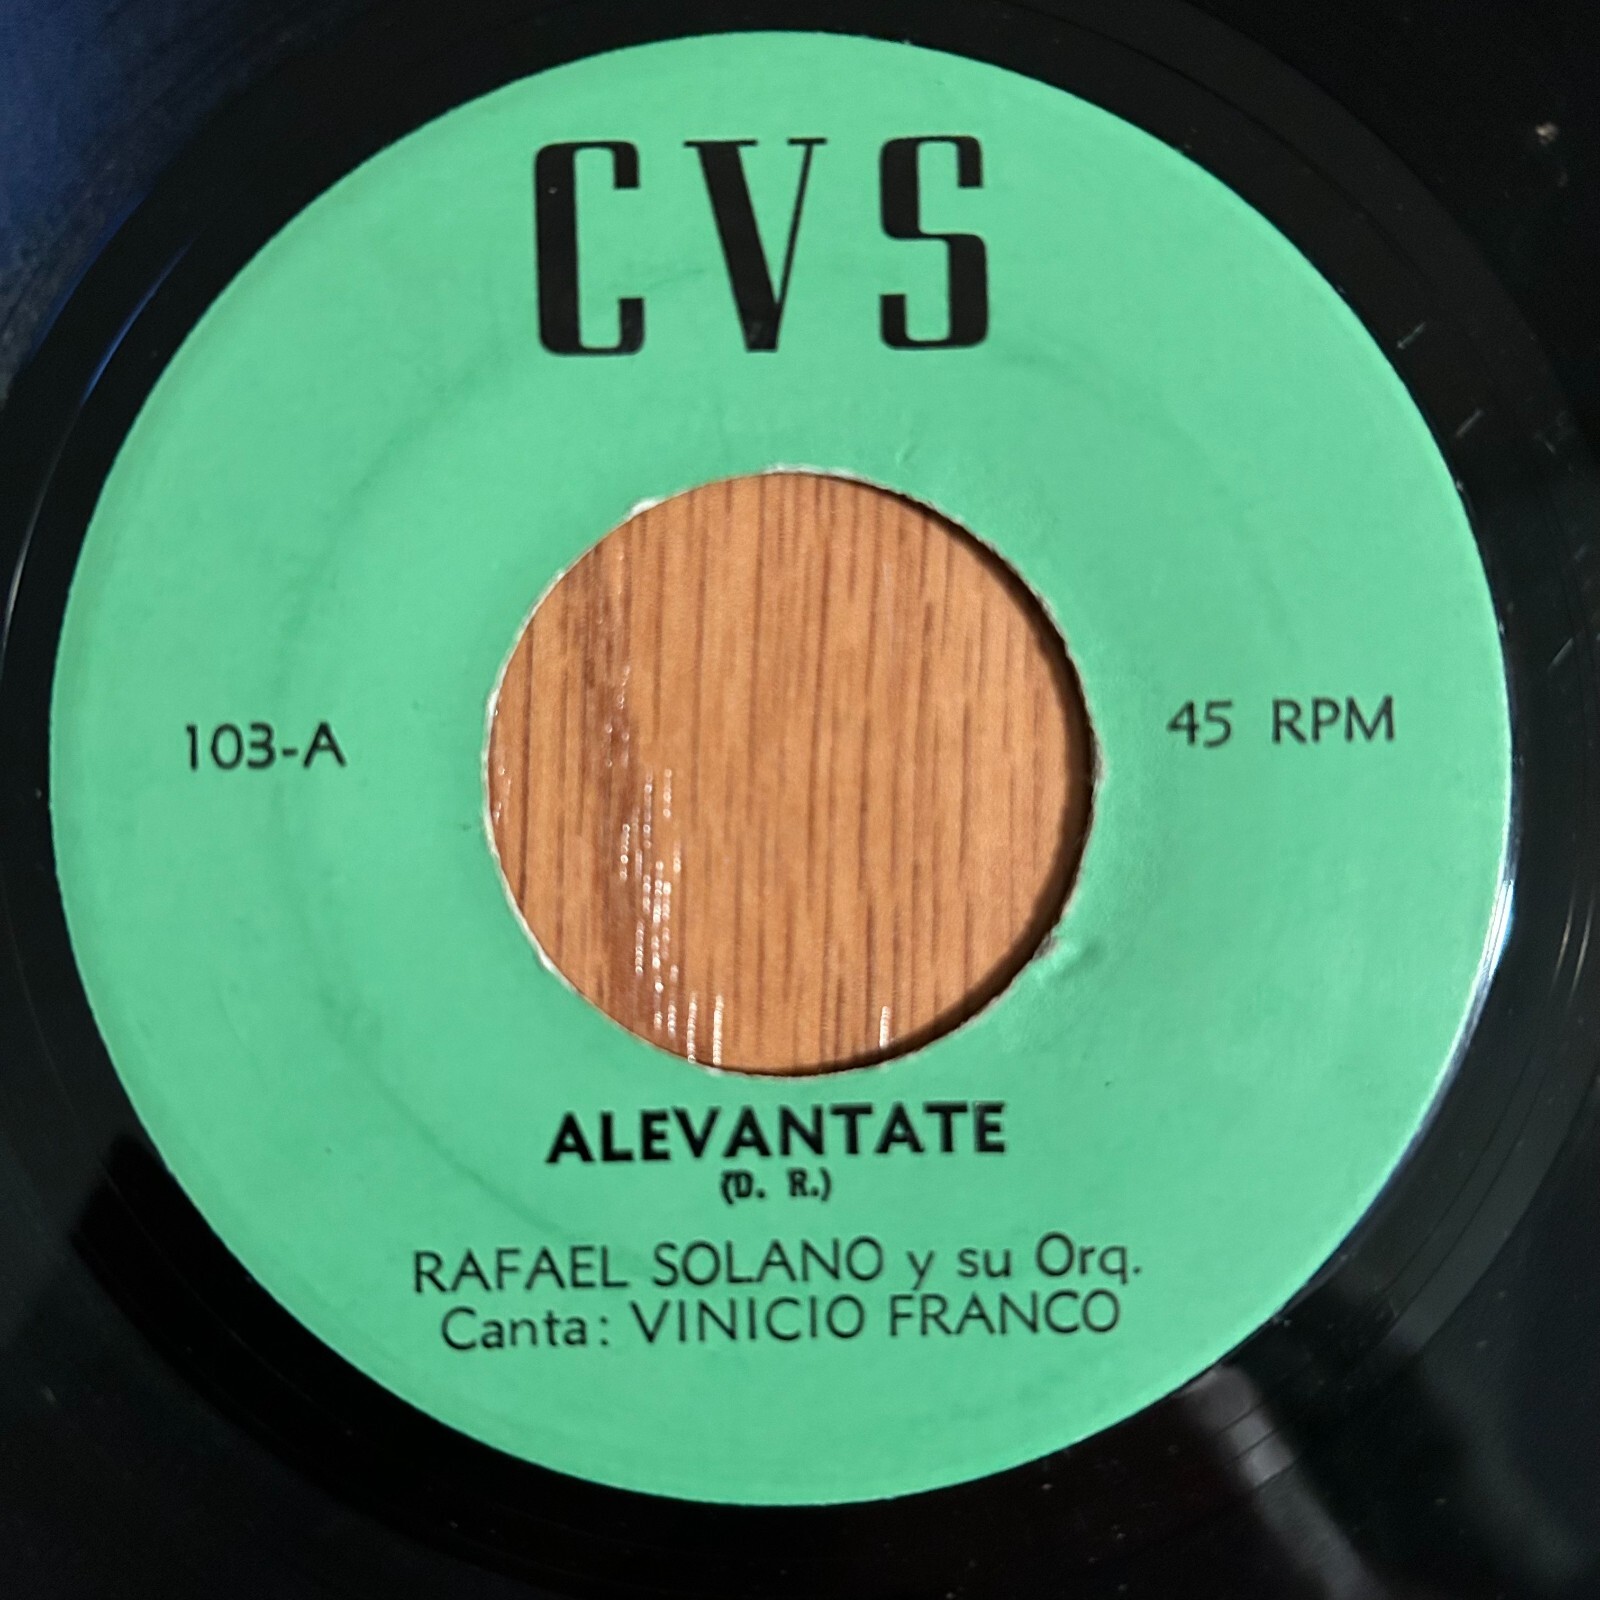 CVS
103-A
45 RPM
ALEVANTATE
(D. R.)
RAFAEL SOLANO y su Orq.
Canta: VINICIO FRANCO